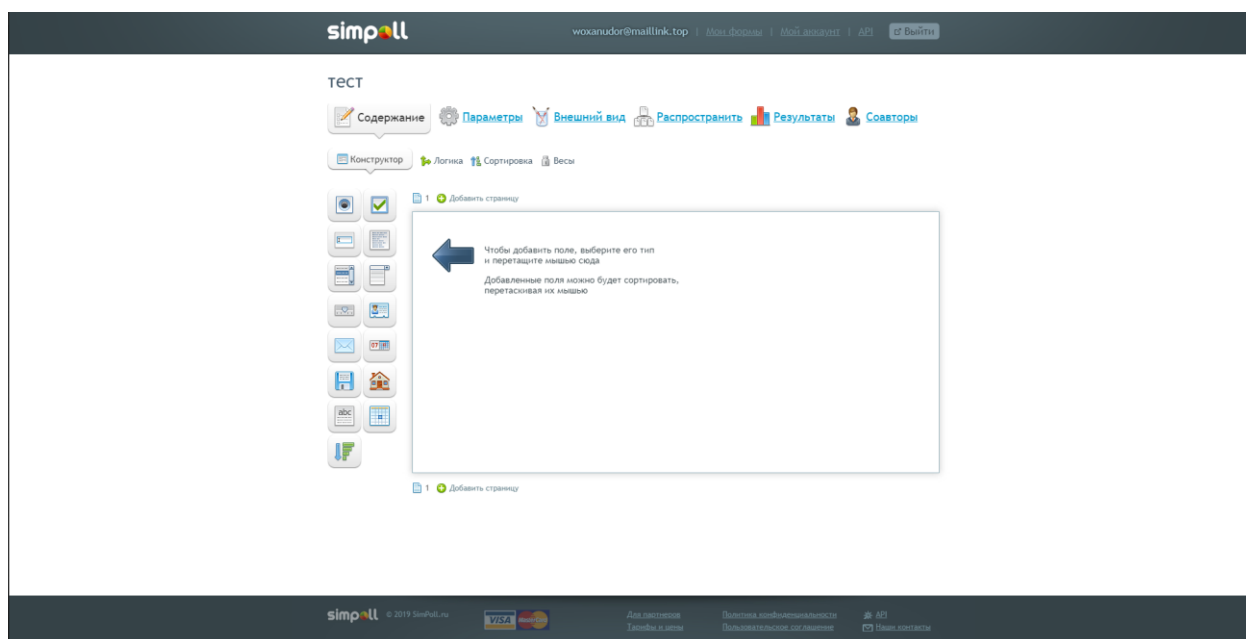 simpoll
woxanudor@maillink.top | Мои формы | Мой аккаунт | API Выйти
тест
Содержание Параметры Внешний вид Распространить Результаты Соавторы
Конструктор Логика Сортировка Весы
1 Добавить страницу
Чтобы добавить поле, выберите его тип
и перетащите мышью сюда
Добавленные поля можно будет сортировать,
перетаскивая их мышью
abc
1 Добавить страницу
simpoll © 2019 SimPoll.ru VISA MasterCard
Для партнеров Политика конфиденциальности API
Тарифы и цены Пользовательское соглашение Наши контакты